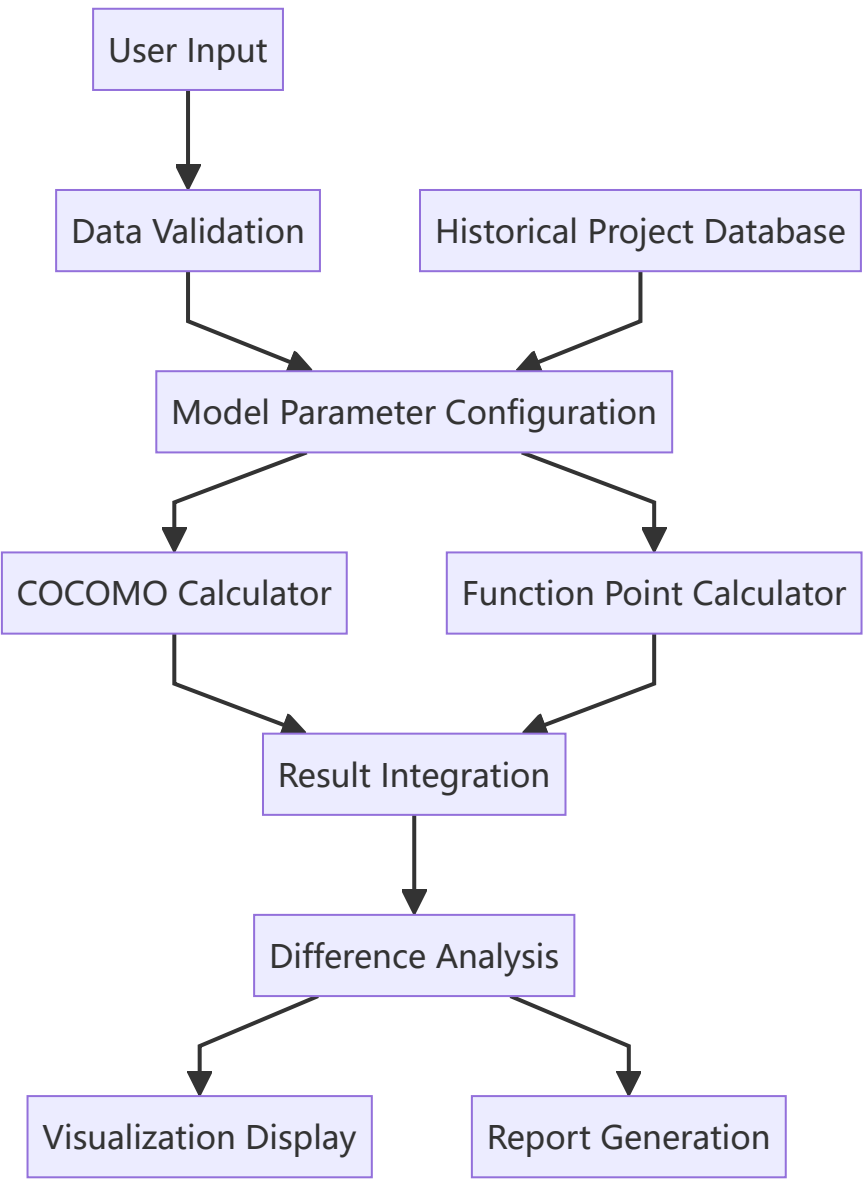 User Input
Data Validation
Historical Project Database
Model Parameter Configuration
COCOMO Calculator
Function Point Calculator
Result Integration
Difference Analysis
Visualization Display
Report Generation